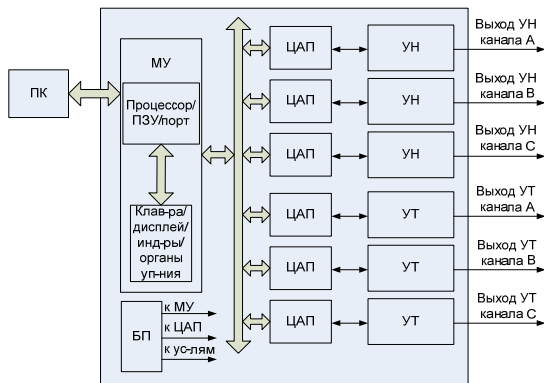 ПК
МУ
Процессор/
ПЗУ/порт
Клав-ра/
дисплей/
инд-ры/
органы
уп-ния
БП
к МУ
к ЦАП
к ус-лям
ЦАП
УН
Выход УН
канала А
ЦАП
УН
Выход УН
канала В
ЦАП
УН
Выход УН
канала С
ЦАП
УТ
Выход УТ
канала А
ЦАП
УТ
Выход УТ
канала В
ЦАП
УТ
Выход УТ
канала С